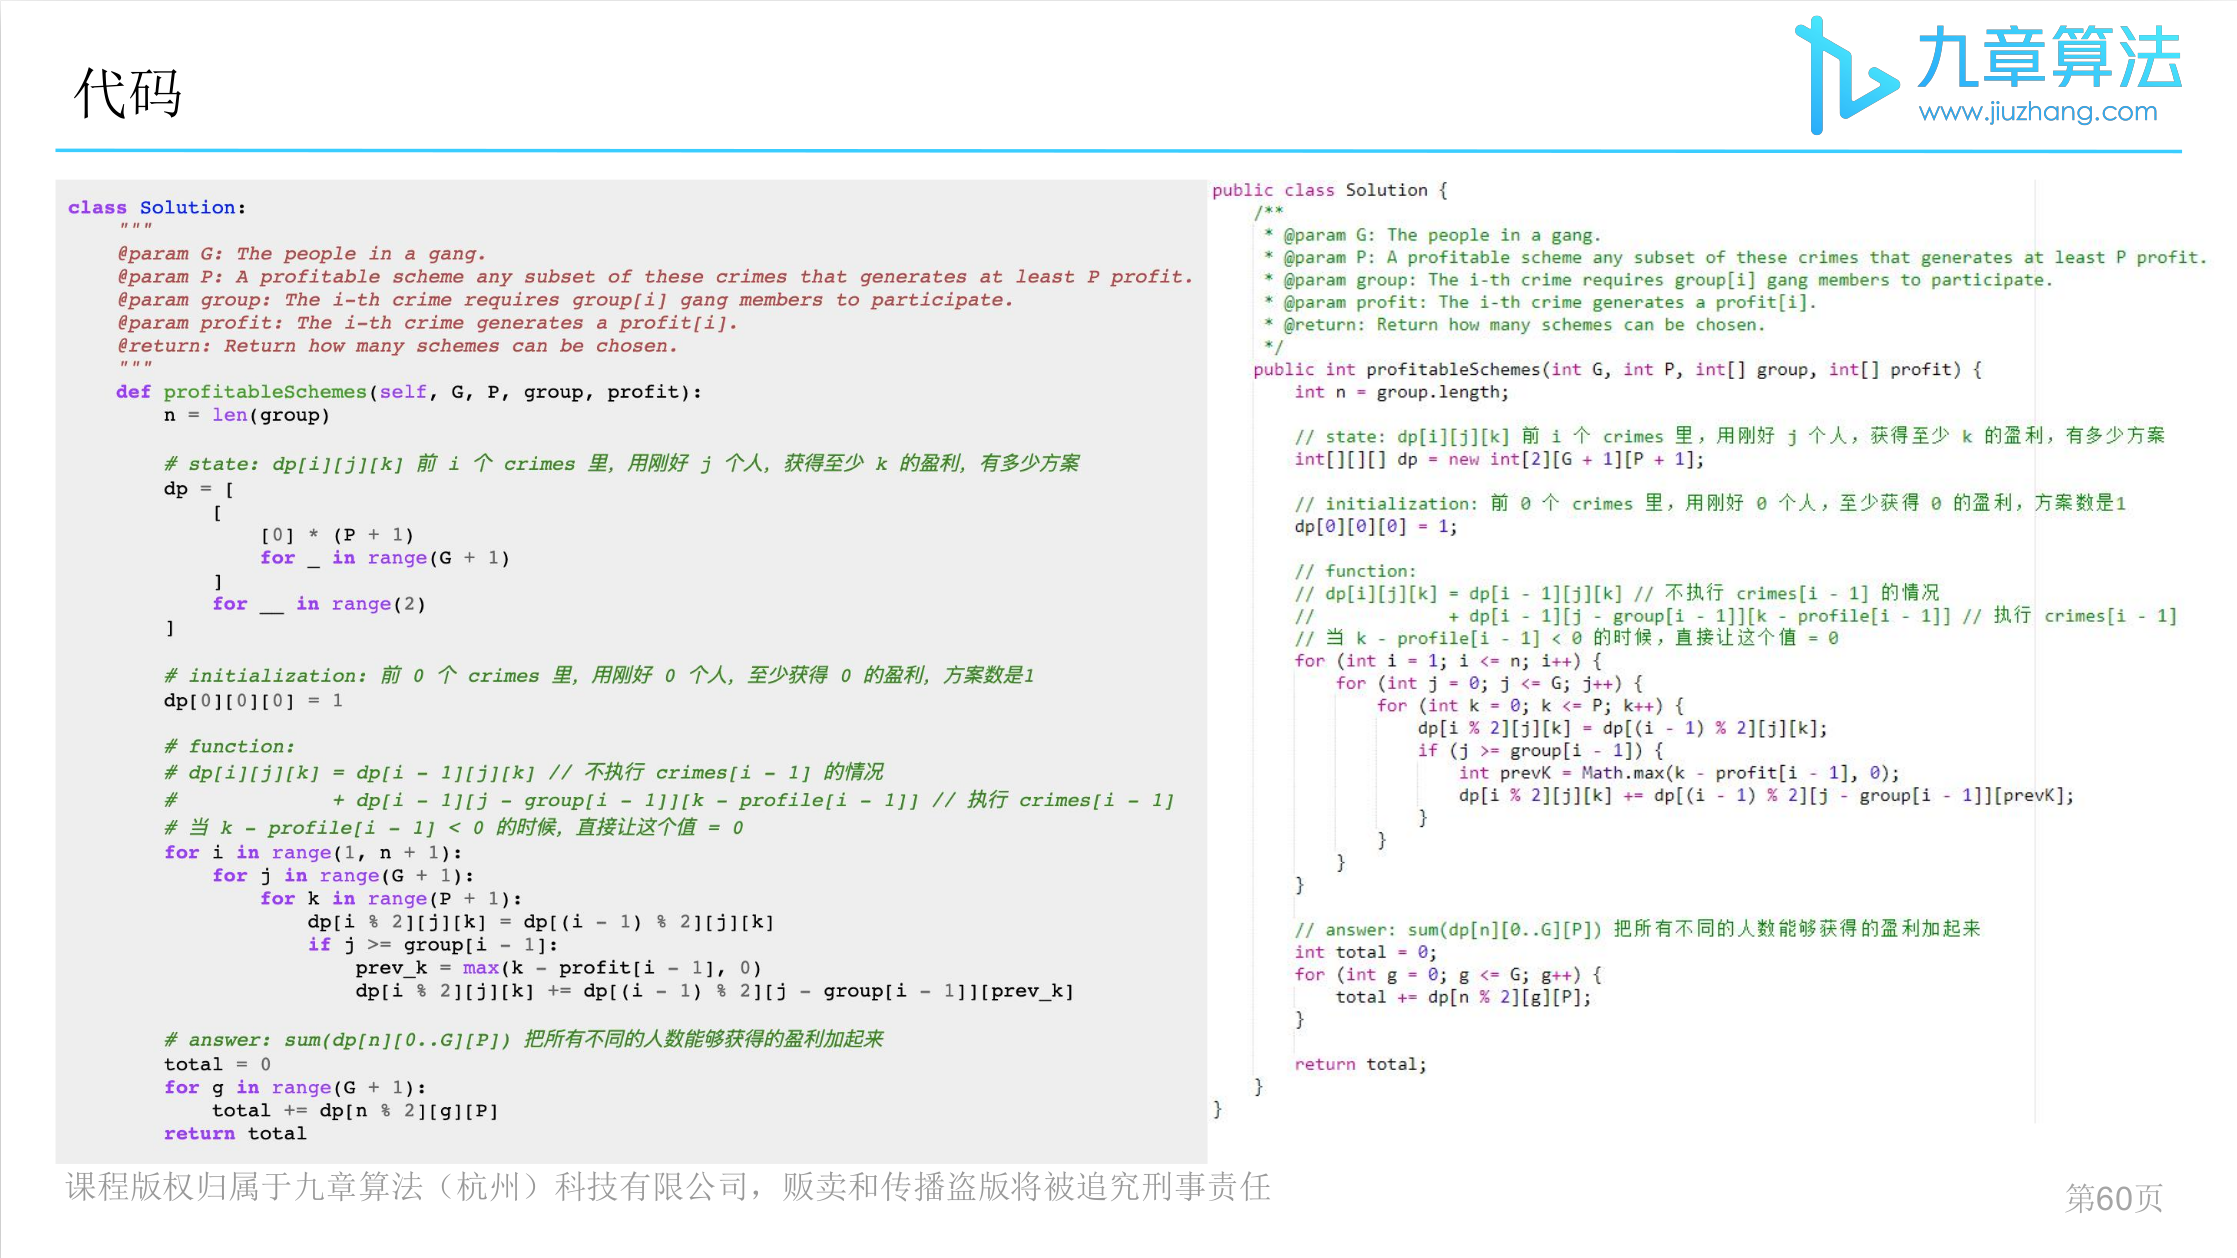 代码
九章算法
www.jiuzhang.com
class Solution:
    """
    @param G: The people in a gang.
    @param P: A profitable scheme any subset of these crimes that generates at least P profit.
    @param group: The i-th crime requires group[i] gang members to participate.
    @param profit: The i-th crime generates a profit[i].
    @return: Return how many schemes can be chosen.
    """
    def profitableSchemes(self, G, P, group, profit):
        n = len(group)
        # state: dp[i][j][k] 前 i 个 crimes 里，用刚好 j 个人，获得至少 k 的盈利，有多少方案
        dp = [
            [
                [0] * (P + 1)
                for _ in range(G + 1)
            ]
            for __ in range(2)
        ]
        # initialization: 前 0 个 crimes 里，用刚好 0 个人，至少获得 0 的盈利，方案数是1
        dp[0][0][0] = 1
        # function:
        # dp[i][j][k] = dp[i - 1][j][k] // 不执行 crimes[i - 1] 的情况
        #             + dp[i - 1][j - group[i - 1]][k - profile[i - 1]] // 执行 crimes[i - 1]
        # 当 k - profile[i - 1] < 0 的时候，直接让这个值 = 0
        for i in range(1, n + 1):
            for j in range(G + 1):
                for k in range(P + 1):
                    dp[i % 2][j][k] = dp[(i - 1) % 2][j][k]
                    if j >= group[i - 1]:
                        prev_k = max(k - profit[i - 1], 0)
                        dp[i % 2][j][k] += dp[(i - 1) % 2][j - group[i - 1]][prev_k]
        # answer: sum(dp[n][0..G][P]) 把所有不同的人数能够获得的盈利加起来
        total = 0
        for g in range(G + 1):
            total += dp[n % 2][g][P]
        return total
public class Solution {
    /**
     * @param G: The people in a gang.
     * @param P: A profitable scheme any subset of these crimes that generates at least P profit.
     * @param group: The i-th crime requires group[i] gang members to participate.
     * @param profit: The i-th crime generates a profit[i].
     * @return: Return how many schemes can be chosen.
     */
    public int profitableSchemes(int G, int P, int[] group, int[] profit) {
        int n = group.length;
        // state: dp[i][j][k] 前 i 个 crimes 里，用刚好 j 个人，获得至少 k 的盈利，有多少方案
        int[][][] dp = new int[2][G + 1][P + 1];
        // initialization: 前 0 个 crimes 里，用刚好 0 个人，至少获得 0 的盈利，方案数是1
        dp[0][0][0] = 1;
        // function:
        // dp[i][j][k] = dp[i - 1][j][k] // 不执行 crimes[i - 1] 的情况
        //             + dp[i - 1][j - group[i - 1]][k - profile[i - 1]] // 执行 crimes[i - 1]
        // 当 k - profile[i - 1] < 0 的时候，直接让这个值 = 0
        for (int i = 1; i <= n; i++) {
            for (int j = 0; j <= G; j++) {
                for (int k = 0; k <= P; k++) {
                    dp[i % 2][j][k] = dp[(i - 1) % 2][j][k];
                    if (j >= group[i - 1]) {
                        int prevK = Math.max(k - profit[i - 1], 0);
                        dp[i % 2][j][k] += dp[(i - 1) % 2][j - group[i - 1]][prevK];
                    }
                }
            }
        }
        // answer: sum(dp[n][0..G][P]) 把所有不同的人数能够获得的盈利加起来
        int total = 0;
        for (int g = 0; g <= G; g++) {
            total += dp[n % 2][g][P];
        }
        return total;
    }
}
课程版权归属于九章算法（杭州）科技有限公司，贩卖和传播盗版将被追究刑事责任
第60页